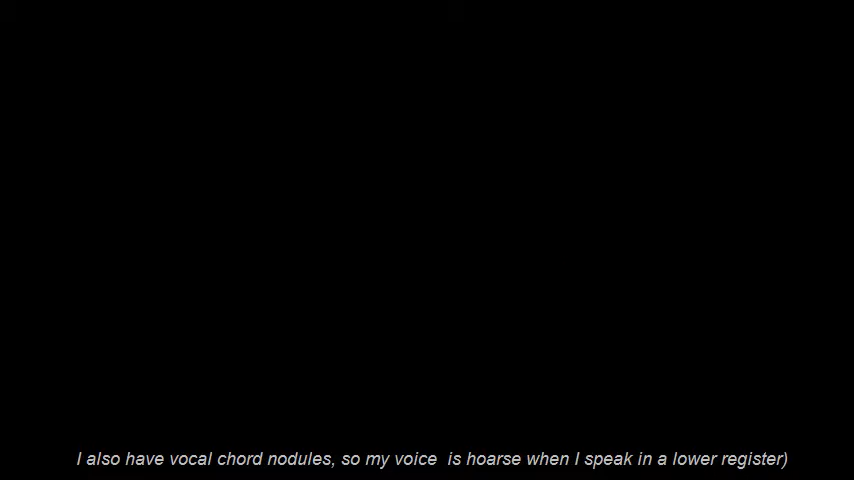 I also have vocal chord nodules, so my voice  is hoarse when I speak in a lower register)